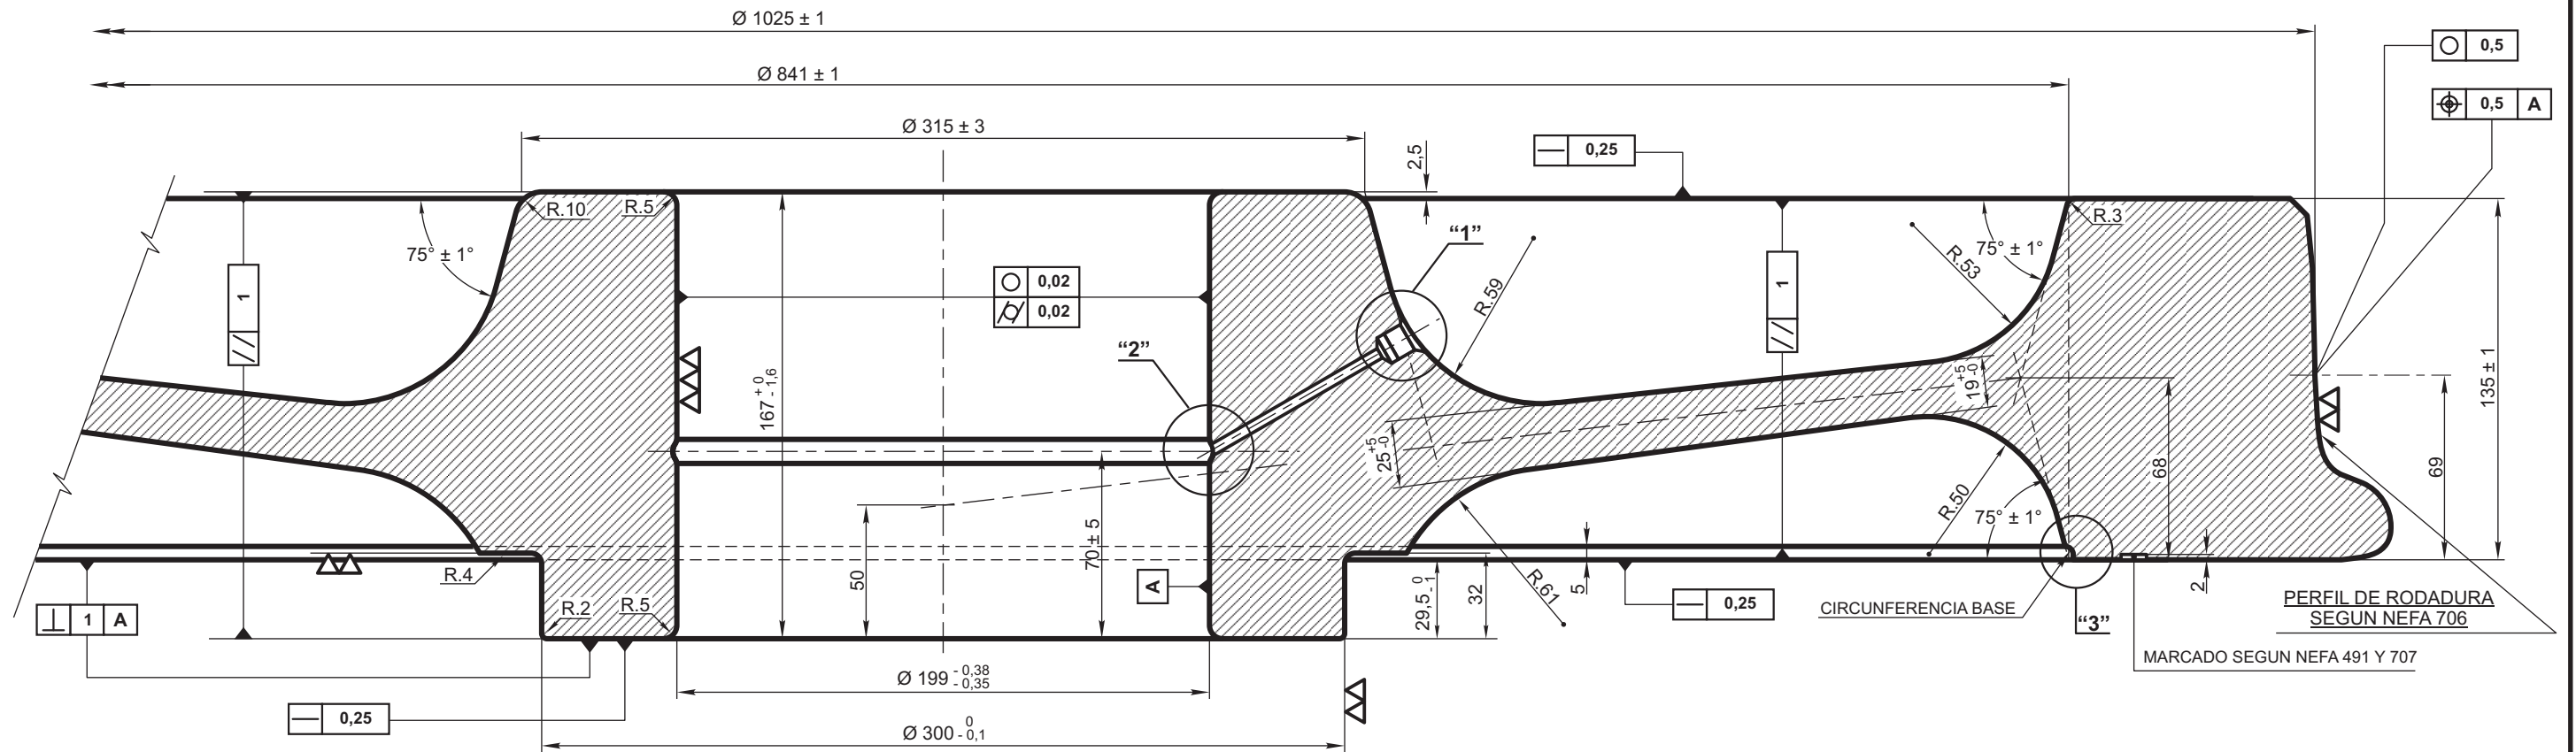 Ø 1025 ± 1
Ø 841 ± 1
Ø 315 ± 3
0,5
0,5 A
2,5
0,25
R.10
R.5
R.3
75° ± 1°
75° ± 1°
“1”
R.59
R.53
1
1
0,02
0,02
“2”
167 + 0 - 1,6
19 +5 -0
25 +5 -0
135 ± 1
68
69
50
70 ± 5
A
R.50
75° ± 1°
R.4
R.2
R.5
29,5 0 - 1
32
R.61
5
2
1 A
0,25
CIRCUNFERENCIA BASE
“3”
PERFIL DE RODADURA
SEGUN NEFA 706
MARCADO SEGUN NEFA 491 Y 707
Ø 199 - 0,38 - 0,35
0,25
Ø 300 0 - 0,1